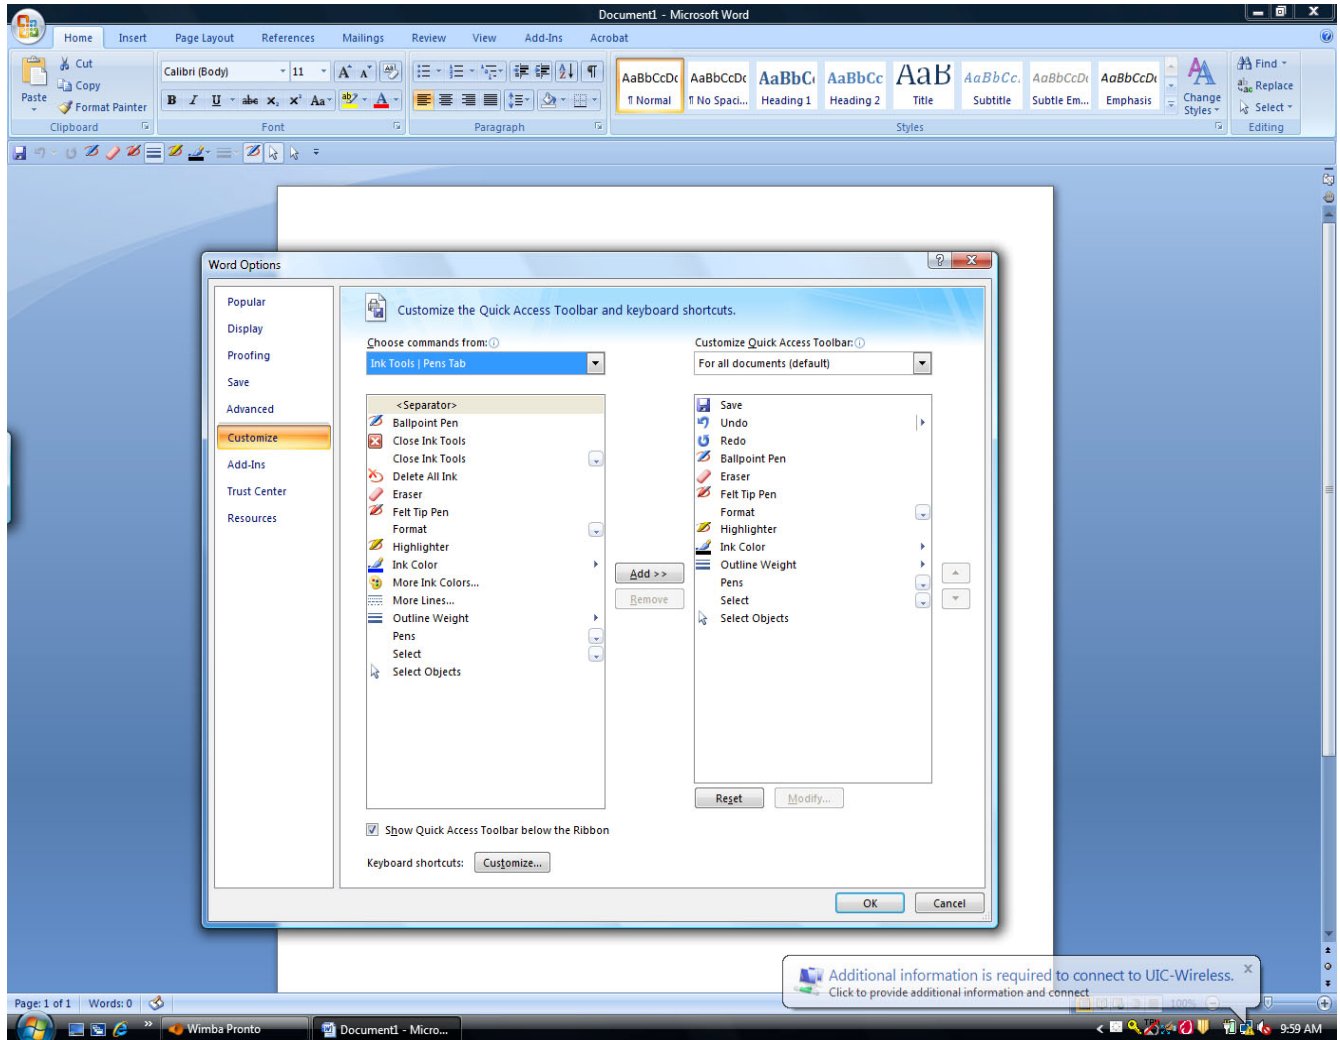 Document1 - Microsoft Word
Home Insert Page Layout References Mailings Review View Add-Ins Acrobat
Paste
Cut
Copy
Format Painter
Clipboard
Calibri (Body) 11
B I U abc x₂ x² Aa ab A
Font
Paragraph
AaBbCcDc AaBbCcDc AaBbC AaBbCc AaB AaBbCc. AaBbCcDc AaBbCcDc
¶ Normal ¶ No Spaci... Heading 1 Heading 2 Title Subtitle Subtle Em... Emphasis
Change Styles
Styles
Find
Replace
Select
Editing
Word Options
Popular
Display
Proofing
Save
Advanced
Customize
Add-Ins
Trust Center
Resources
Customize the Quick Access Toolbar and keyboard shortcuts.
Choose commands from:
Ink Tools | Pens Tab
<Separator>
Ballpoint Pen
Close Ink Tools
Close Ink Tools
Delete All Ink
Eraser
Felt Tip Pen
Format
Highlighter
Ink Color
More Ink Colors...
More Lines...
Outline Weight
Pens
Select
Select Objects
Add >>
Remove
Customize Quick Access Toolbar:
For all documents (default)
Save
Undo
Redo
Ballpoint Pen
Eraser
Felt Tip Pen
Format
Highlighter
Ink Color
Outline Weight
Pens
Select
Select Objects
Reset Modify...
Show Quick Access Toolbar below the Ribbon
Keyboard shortcuts: Customize...
OK Cancel
Additional information is required to connect to UIC-Wireless.
Click to provide additional information and connect
Page: 1 of 1 Words: 0 100%
Wimba Pronto Document1 - Micro... 9:59 AM